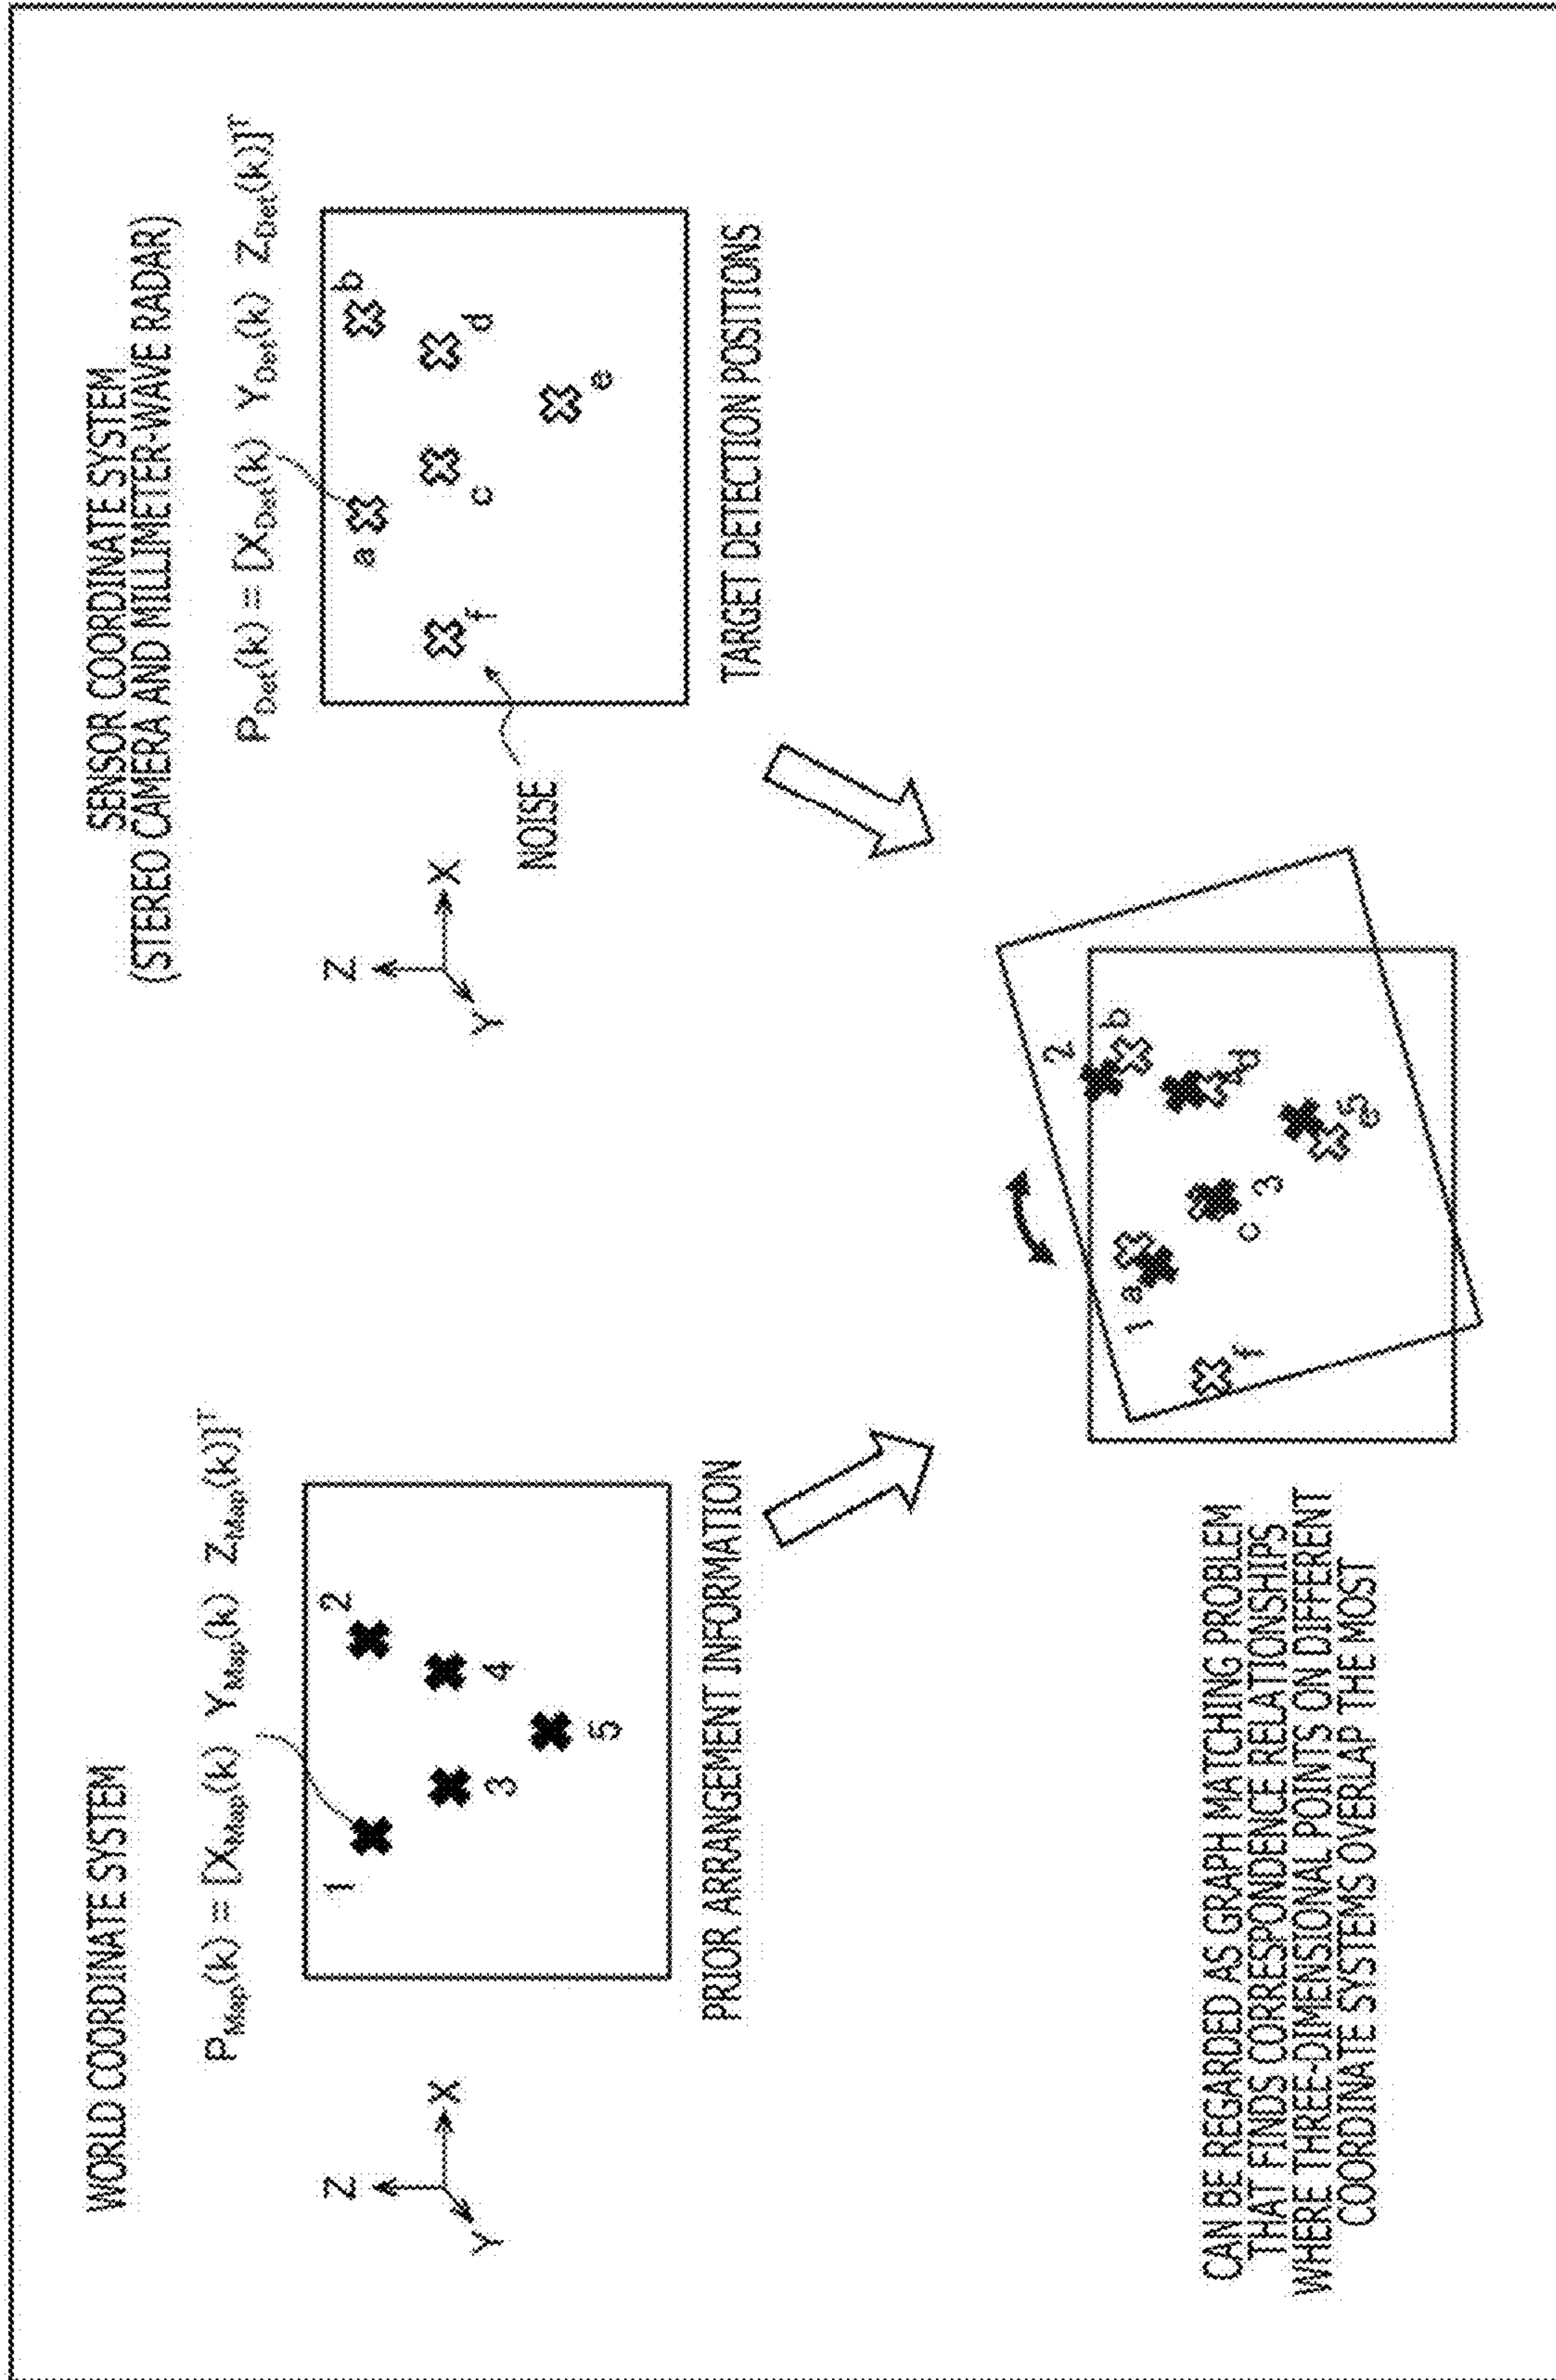 WORLD COORDINATE SYSTEM
P_Map(k) = [X_Map(k) Y_Map(k) Z_Map(k)]^T
Z
X
Y
1
2
3
4
5
PRIOR ARRANGEMENT INFORMATION
SENSOR COORDINATE SYSTEM
(STEREO CAMERA AND MILLIMETER-WAVE RADAR)
P_Det(k) = [X_Det(k) Y_Det(k) Z_Det(k)]^T
Z
X
Y
a
b
c
d
e
f
NOISE
TARGET DETECTION POSITIONS
CAN BE REGARDED AS GRAPH MATCHING PROBLEM
THAT FINDS CORRESPONDENCE RELATIONSHIPS
WHERE THREE-DIMENSIONAL POINTS ON DIFFERENT
COORDINATE SYSTEMS OVERLAP THE MOST
1
a
2
b
c
3
d
5
e
f